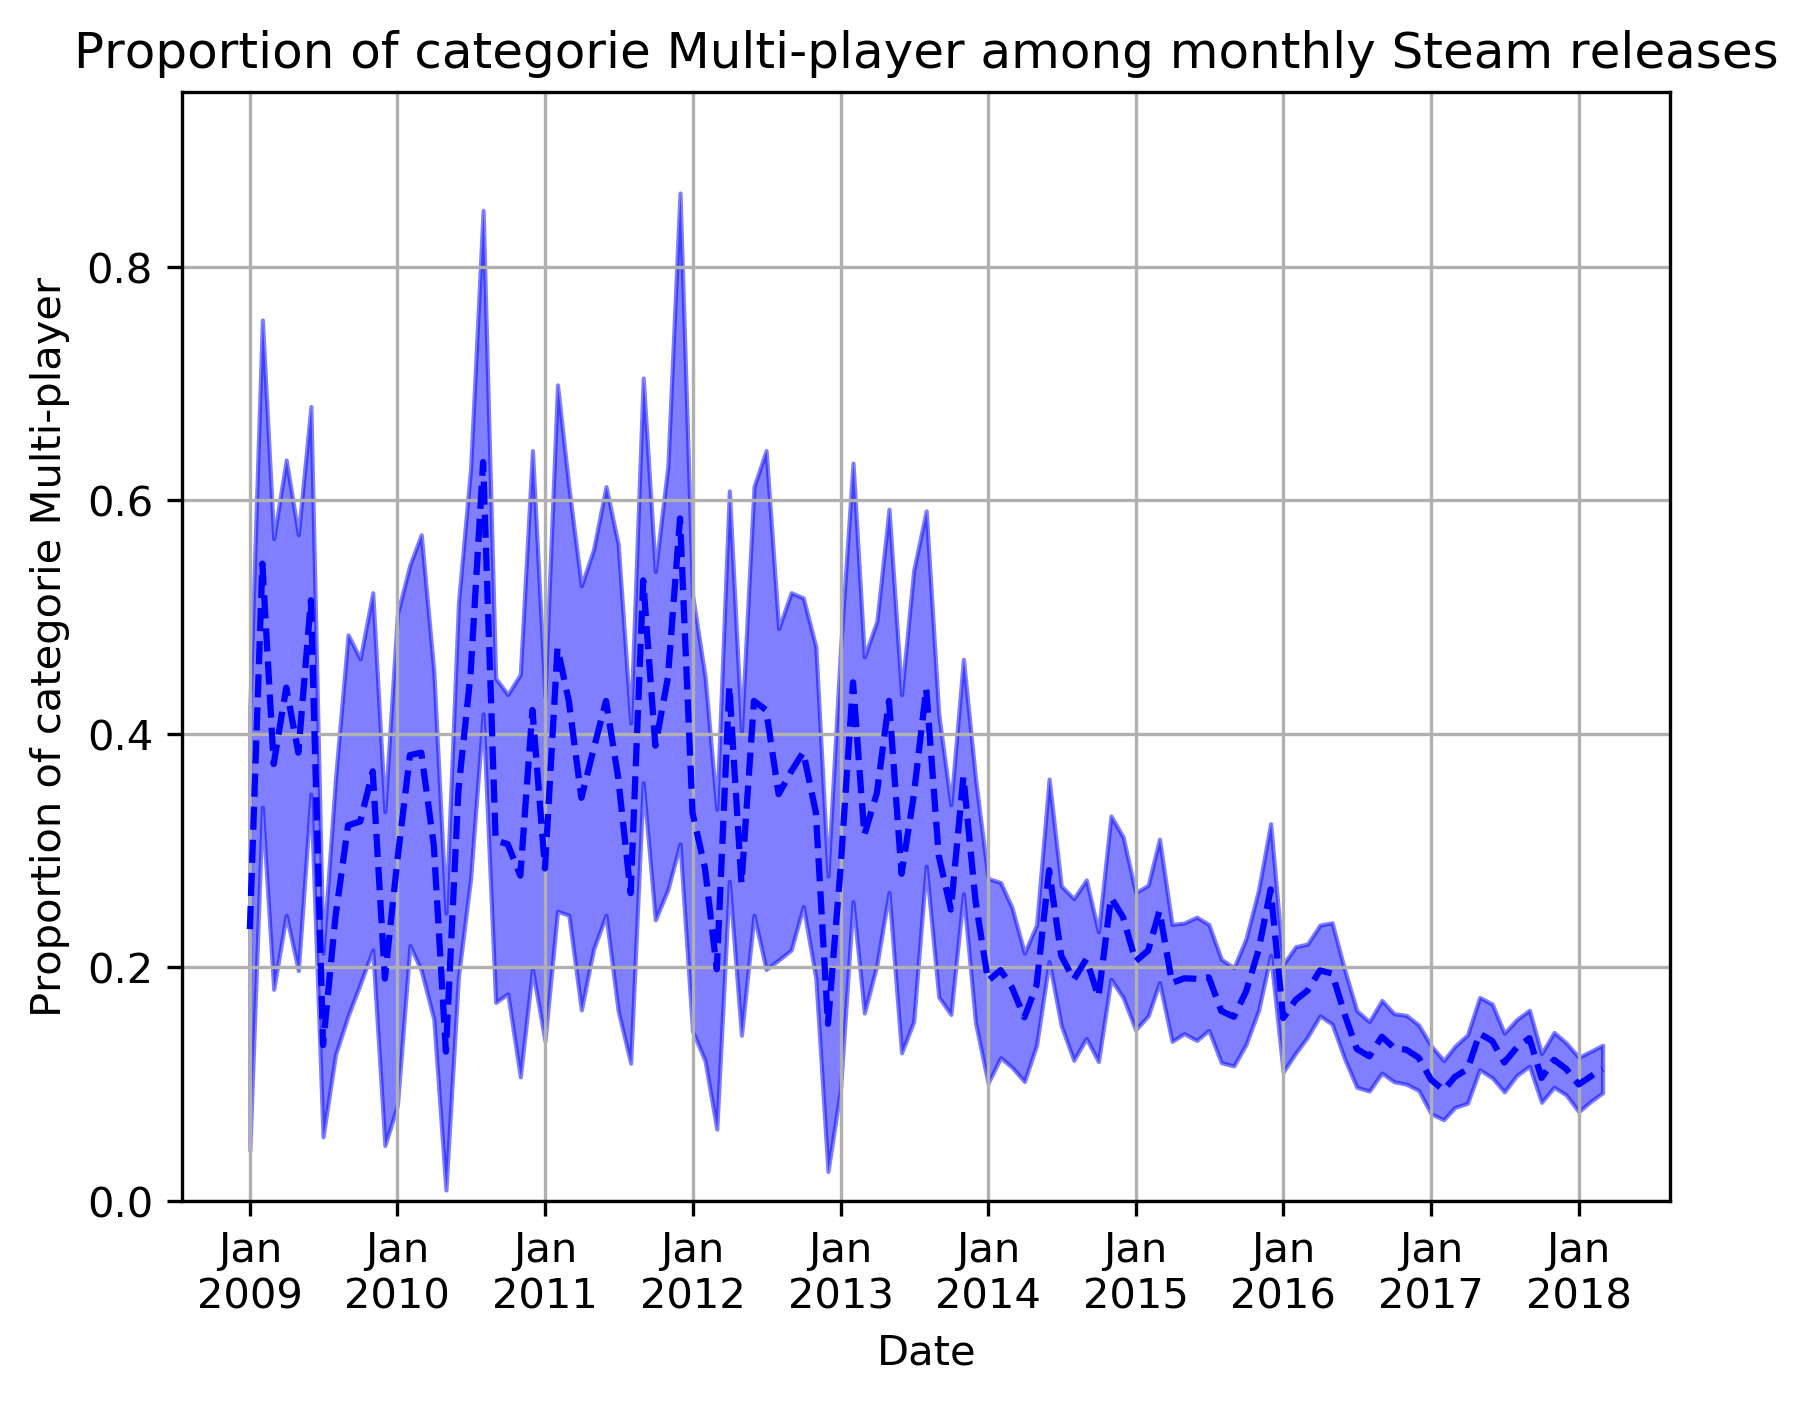 Proportion of categorie Multi-player among monthly Steam releases
Proportion of categorie Multi-player
0.8
0.6
0.4
0.2
0.0
Jan Jan Jan Jan Jan Jan Jan Jan Jan Jan
2009 2010 2011 2012 2013 2014 2015 2016 2017 2018
Date